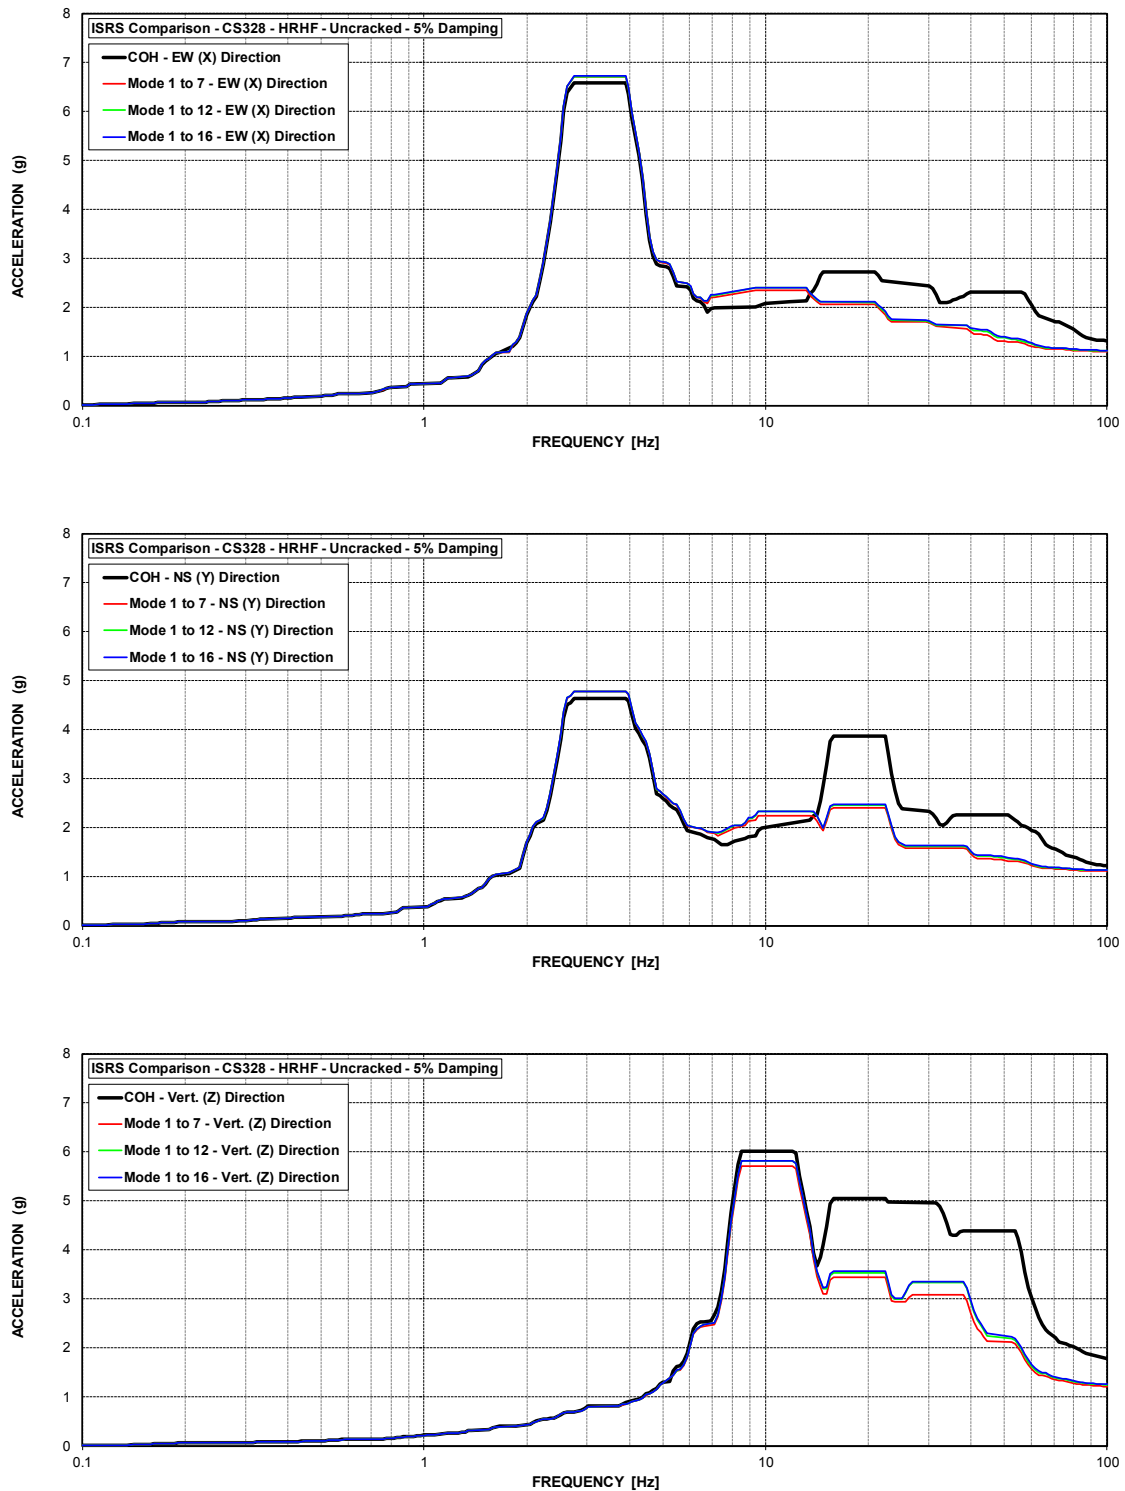 ISRS Comparison - CS328 - HRHF - Uncracked - 5% Damping
COH - EW (X) Direction
Mode 1 to 7 - EW (X) Direction
Mode 1 to 12 - EW (X) Direction
Mode 1 to 16 - EW (X) Direction
8
7
6
5
4
3
2
1
0
ACCELERATION (g)
0.1
1
10
100
FREQUENCY [Hz]
ISRS Comparison - CS328 - HRHF - Uncracked - 5% Damping
COH - NS (Y) Direction
Mode 1 to 7 - NS (Y) Direction
Mode 1 to 12 - NS (Y) Direction
Mode 1 to 16 - NS (Y) Direction
8
7
6
5
4
3
2
1
0
ACCELERATION (g)
0.1
1
10
100
FREQUENCY [Hz]
ISRS Comparison - CS328 - HRHF - Uncracked - 5% Damping
COH - Vert. (Z) Direction
Mode 1 to 7 - Vert. (Z) Direction
Mode 1 to 12 - Vert. (Z) Direction
Mode 1 to 16 - Vert. (Z) Direction
8
7
6
5
4
3
2
1
0
ACCELERATION (g)
0.1
1
10
100
FREQUENCY [Hz]